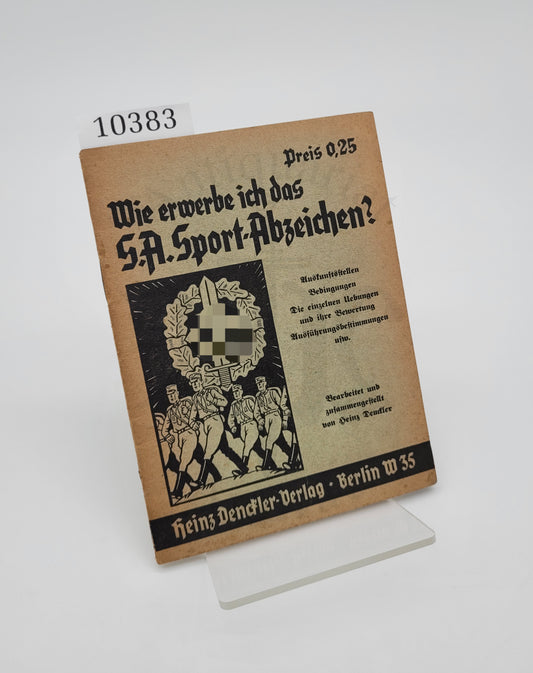 10383
Preis 0,25
Wie erwerbe ich das
S.A. Sport-Abzeichen?
Auskunftsstellen
Bedingungen
Die einzelnen Uebungen
und ihre Bewertung
Ausführungsbestimmungen
usw.
Bearbeitet und
zusammengestellt
von Heinz Denckler
Heinz Denckler-Verlag · Berlin W 35